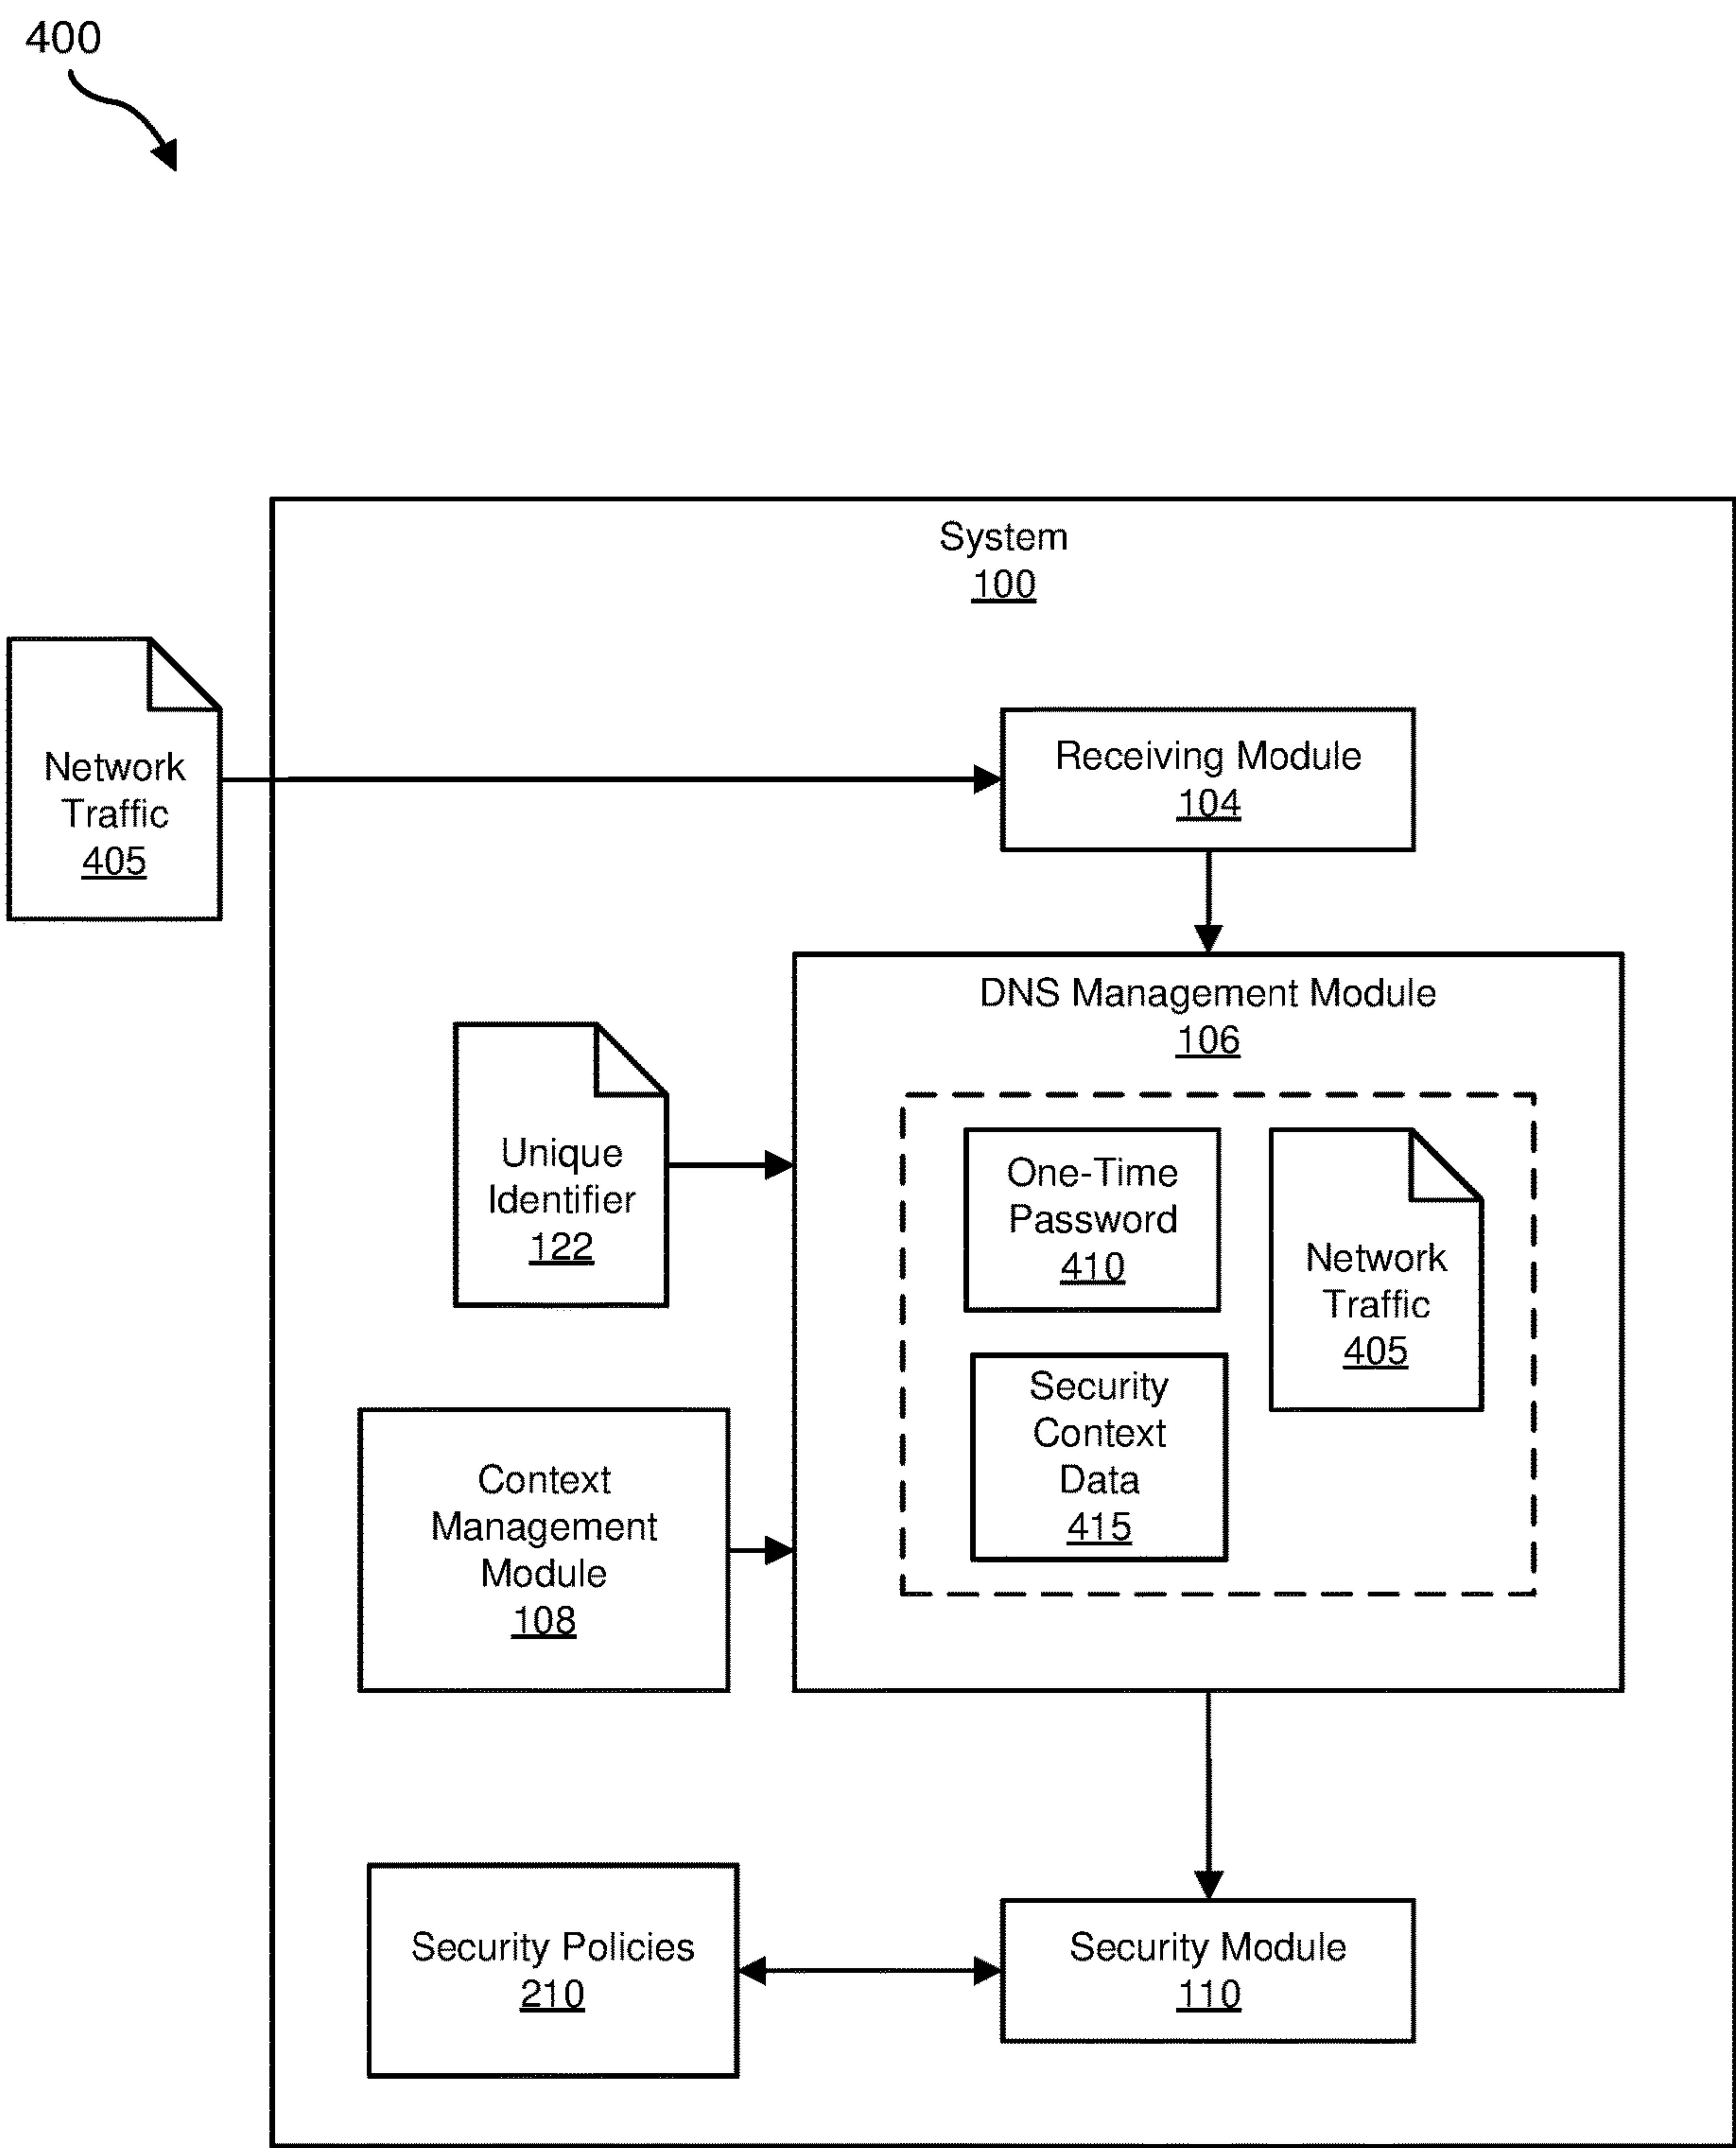 400
System
100
Network
Traffic
405
Receiving Module
104
DNS Management Module
106
Unique
Identifier
122
One-Time
Password
410
Network
Traffic
405
Security
Context
Data
415
Context
Management
Module
108
Security Policies
210
Security Module
110